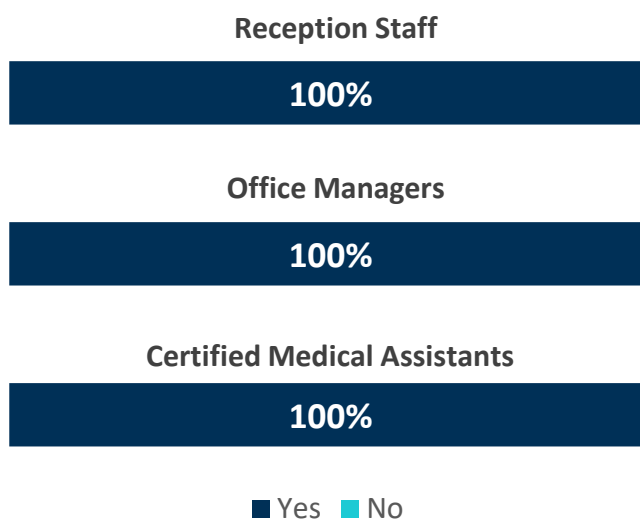 Reception Staff
100%
Office Managers
100%
Certified Medical Assistants
100%
Yes No